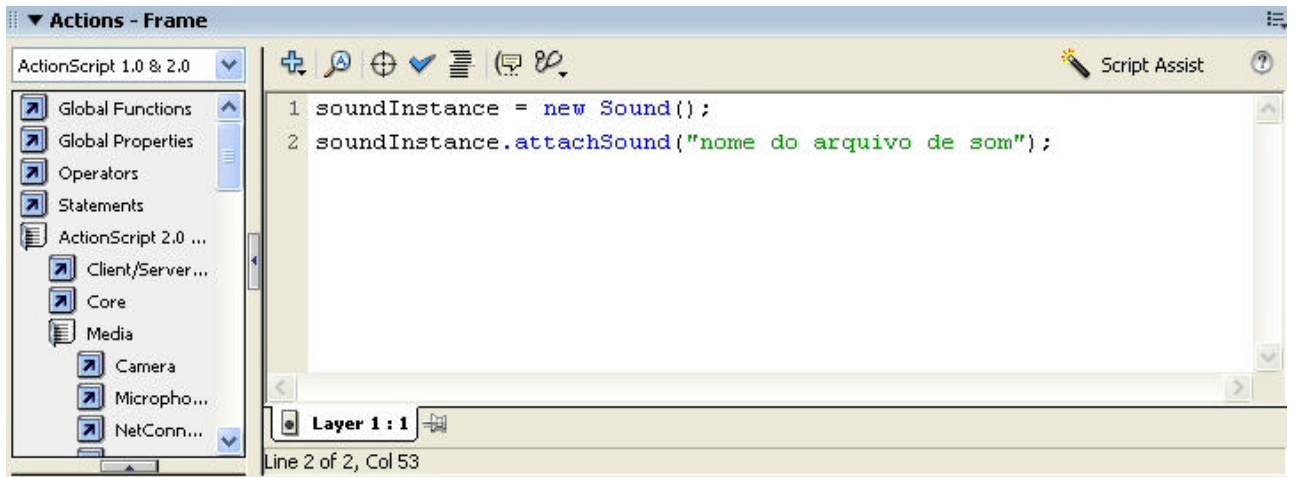 Actions - Frame
ActionScript 1.0 & 2.0
Script Assist
Global Functions
Global Properties
Operators
Statements
ActionScript 2.0 ...
Client/Server...
Core
Media
Camera
Micropho...
NetConn...
1 soundInstance = new Sound();
2 soundInstance.attachSound("nome do arquivo de som");
Layer 1 : 1
Line 2 of 2, Col 53